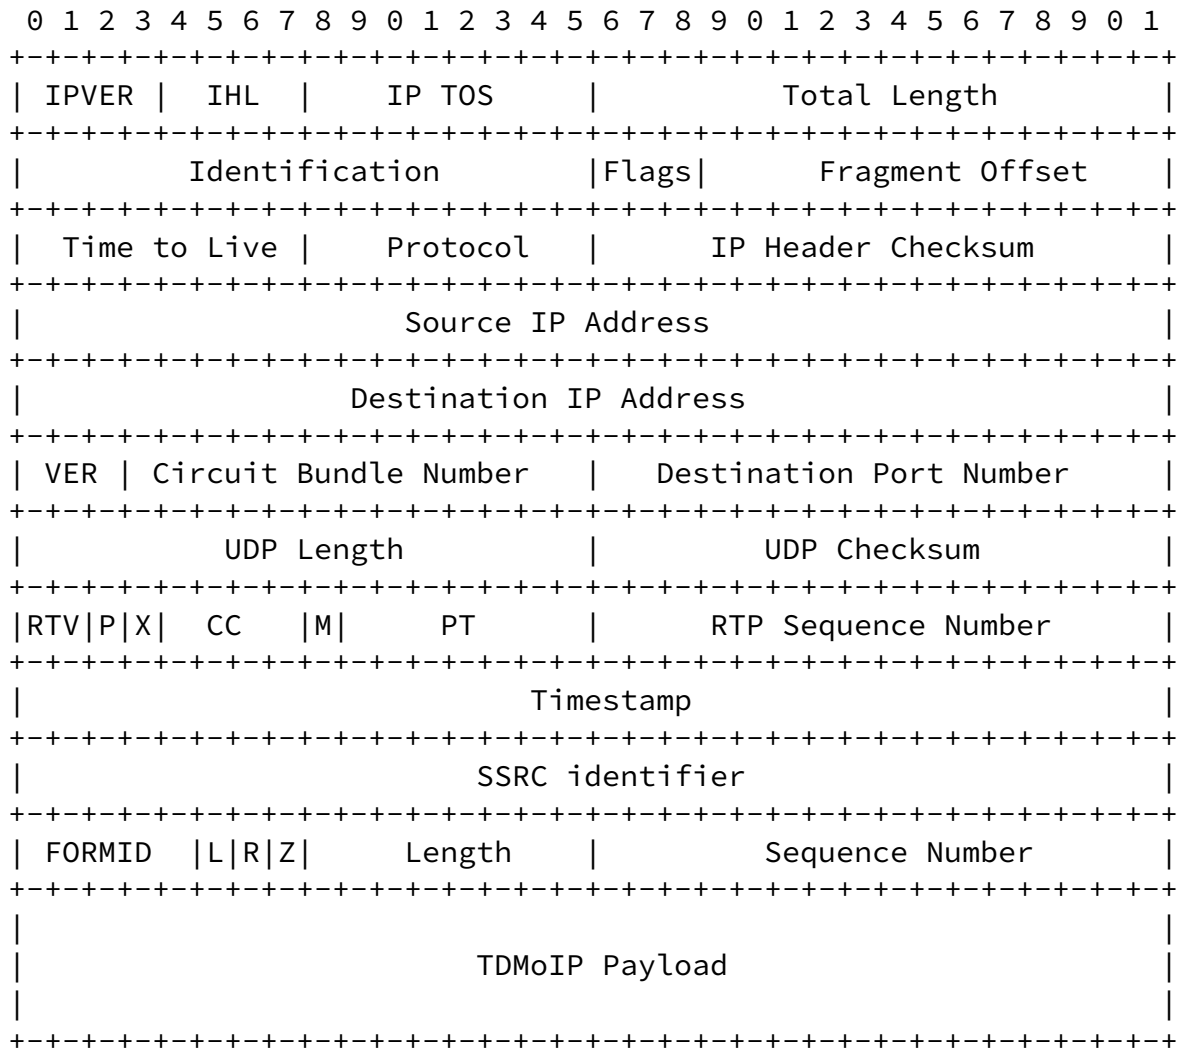 0 1 2 3 4 5 6 7 8 9 0 1 2 3 4 5 6 7 8 9 0 1 2 3 4 5 6 7 8 9 0 1
+-+-+-+-+-+-+-+-+-+-+-+-+-+-+-+-+-+-+-+-+-+-+-+-+-+-+-+-+-+-+-+-+
| IPVER |  IHL  |    IP TOS     |          Total Length         |
+-+-+-+-+-+-+-+-+-+-+-+-+-+-+-+-+-+-+-+-+-+-+-+-+-+-+-+-+-+-+-+-+
|         Identification        |Flags|      Fragment Offset    |
+-+-+-+-+-+-+-+-+-+-+-+-+-+-+-+-+-+-+-+-+-+-+-+-+-+-+-+-+-+-+-+-+
|  Time to Live |    Protocol   |      IP Header Checksum       |
+-+-+-+-+-+-+-+-+-+-+-+-+-+-+-+-+-+-+-+-+-+-+-+-+-+-+-+-+-+-+-+-+
|                     Source IP Address                         |
+-+-+-+-+-+-+-+-+-+-+-+-+-+-+-+-+-+-+-+-+-+-+-+-+-+-+-+-+-+-+-+-+
|                  Destination IP Address                       |
+-+-+-+-+-+-+-+-+-+-+-+-+-+-+-+-+-+-+-+-+-+-+-+-+-+-+-+-+-+-+-+-+
| VER | Circuit Bundle Number   |   Destination Port Number     |
+-+-+-+-+-+-+-+-+-+-+-+-+-+-+-+-+-+-+-+-+-+-+-+-+-+-+-+-+-+-+-+-+
|           UDP Length          |         UDP Checksum          |
+-+-+-+-+-+-+-+-+-+-+-+-+-+-+-+-+-+-+-+-+-+-+-+-+-+-+-+-+-+-+-+-+
|RTV|P|X|  CC   |M|     PT      |      RTP Sequence Number      |
+-+-+-+-+-+-+-+-+-+-+-+-+-+-+-+-+-+-+-+-+-+-+-+-+-+-+-+-+-+-+-+-+
|                            Timestamp                          |
+-+-+-+-+-+-+-+-+-+-+-+-+-+-+-+-+-+-+-+-+-+-+-+-+-+-+-+-+-+-+-+-+
|                         SSRC identifier                       |
+-+-+-+-+-+-+-+-+-+-+-+-+-+-+-+-+-+-+-+-+-+-+-+-+-+-+-+-+-+-+-+-+
| FORMID  |L|R|Z|     Length    |         Sequence Number       |
+-+-+-+-+-+-+-+-+-+-+-+-+-+-+-+-+-+-+-+-+-+-+-+-+-+-+-+-+-+-+-+-+
|                                                               |
|                         TDMoIP Payload                        |
|                                                               |
+-+-+-+-+-+-+-+-+-+-+-+-+-+-+-+-+-+-+-+-+-+-+-+-+-+-+-+-+-+-+-+-+